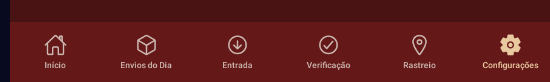 Início
Envios do Dia
Entrada
Verificação
Rastreio
Configurações